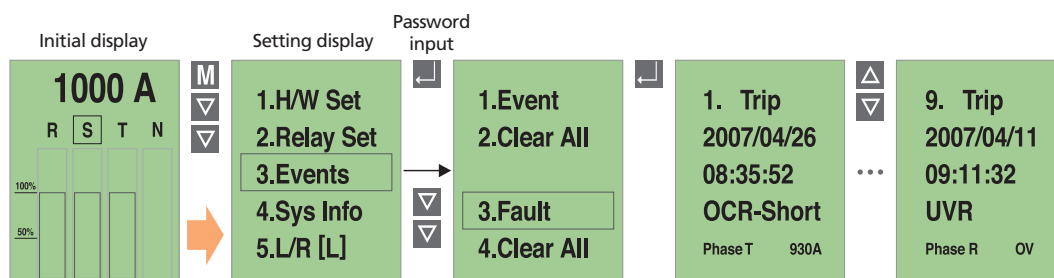 Initial display
1000 A
R S T N
100%
50%
M
Setting display
1.H/W Set
2.Relay Set
3.Events
4.Sys Info
5.L/R [L]
Password
input
1.Event
2.Clear All
3.Fault
4.Clear All
1. Trip
2007/04/26
08:35:52
OCR-Short
Phase T 930A
...
9. Trip
2007/04/11
09:11:32
UVR
Phase R OV